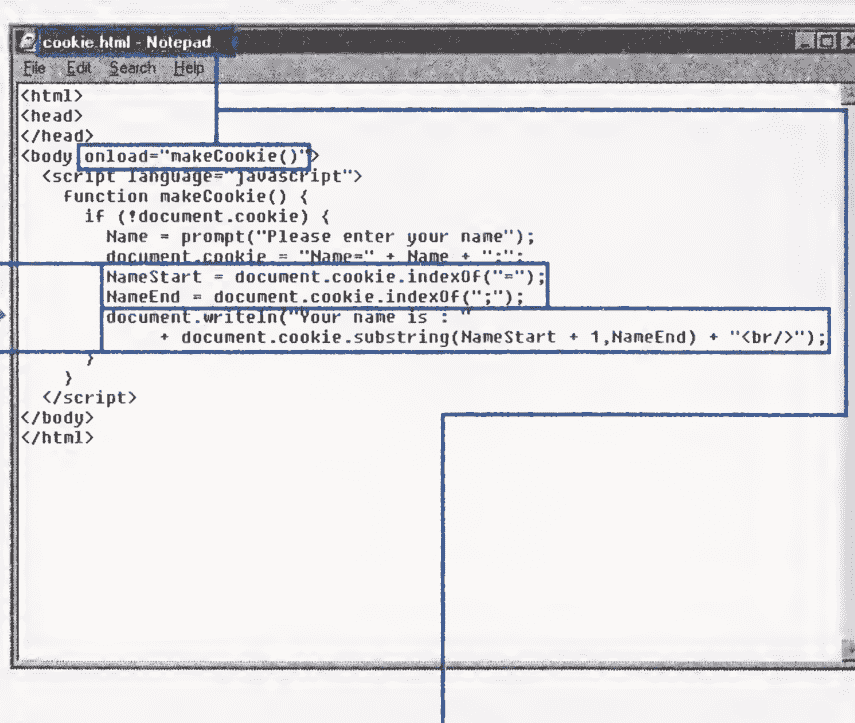 cookie.html - Notepad
File Edit Search Help
<html>
<head>
</head>
<body onload="makeCookie()">
<script language="javascript">
function makeCookie() {
if (!document.cookie) {
Name = prompt("Please enter your name");
document.cookie = "Name=" + Name + ";";
NameStart = document.cookie.indexOf("=");
NameEnd = document.cookie.indexOf(";");
document.writeln("Your name is : "
+ document.cookie.substring(NameStart + 1,NameEnd) + "<br/>");
}
}
</script>
</body>
</html>